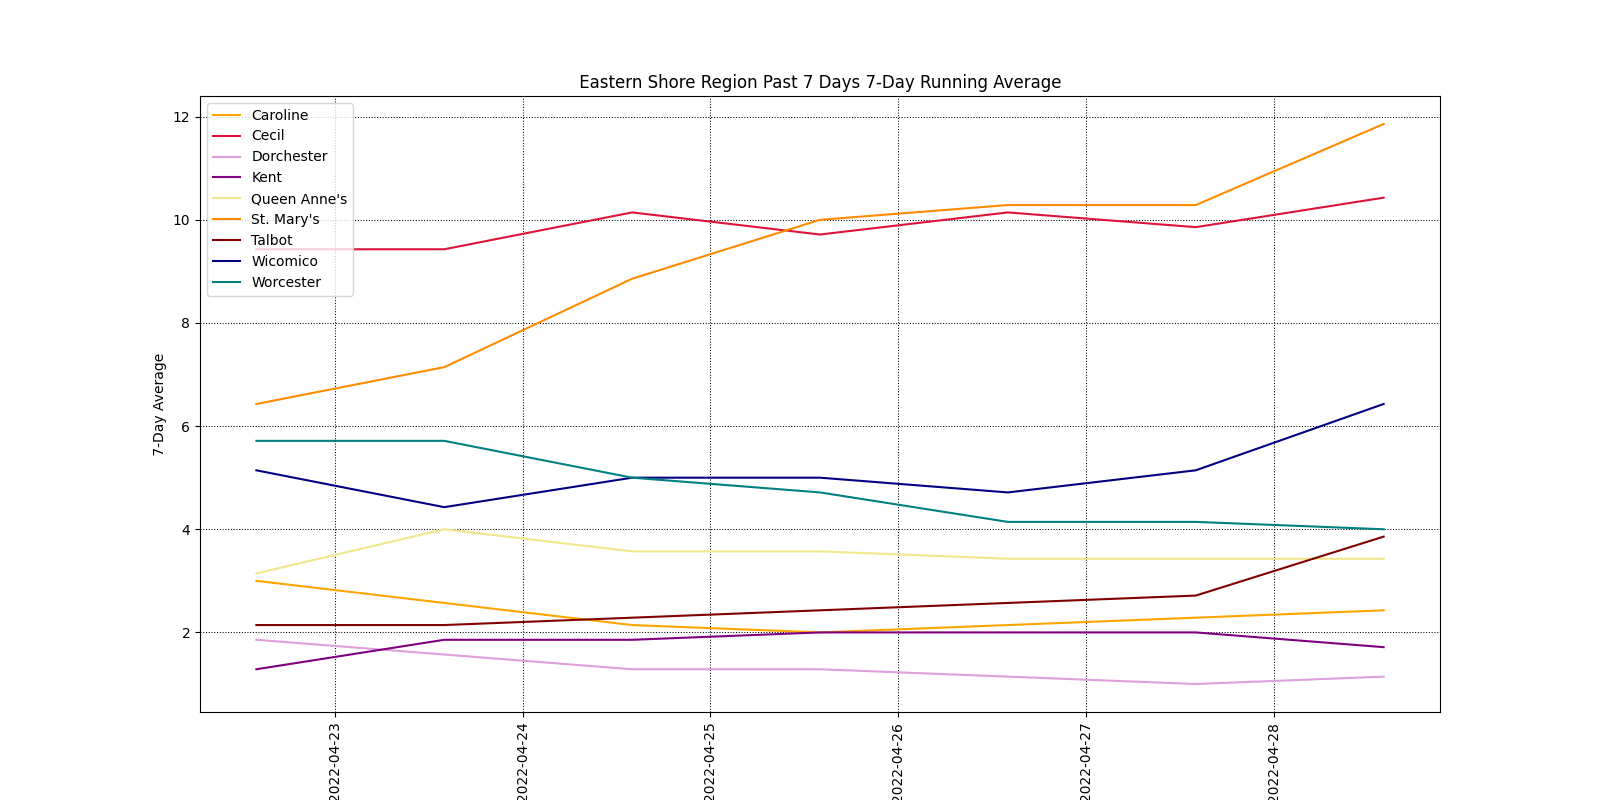 Eastern Shore Region Past 7 Days 7-Day Running Average
Caroline
Cecil
Dorchester
Kent
Queen Anne's
St. Mary's
Talbot
Wicomico
Worcester
12
10
8
6
4
2
7-Day Average
2022-04-23
2022-04-24
2022-04-25
2022-04-26
2022-04-27
2022-04-28